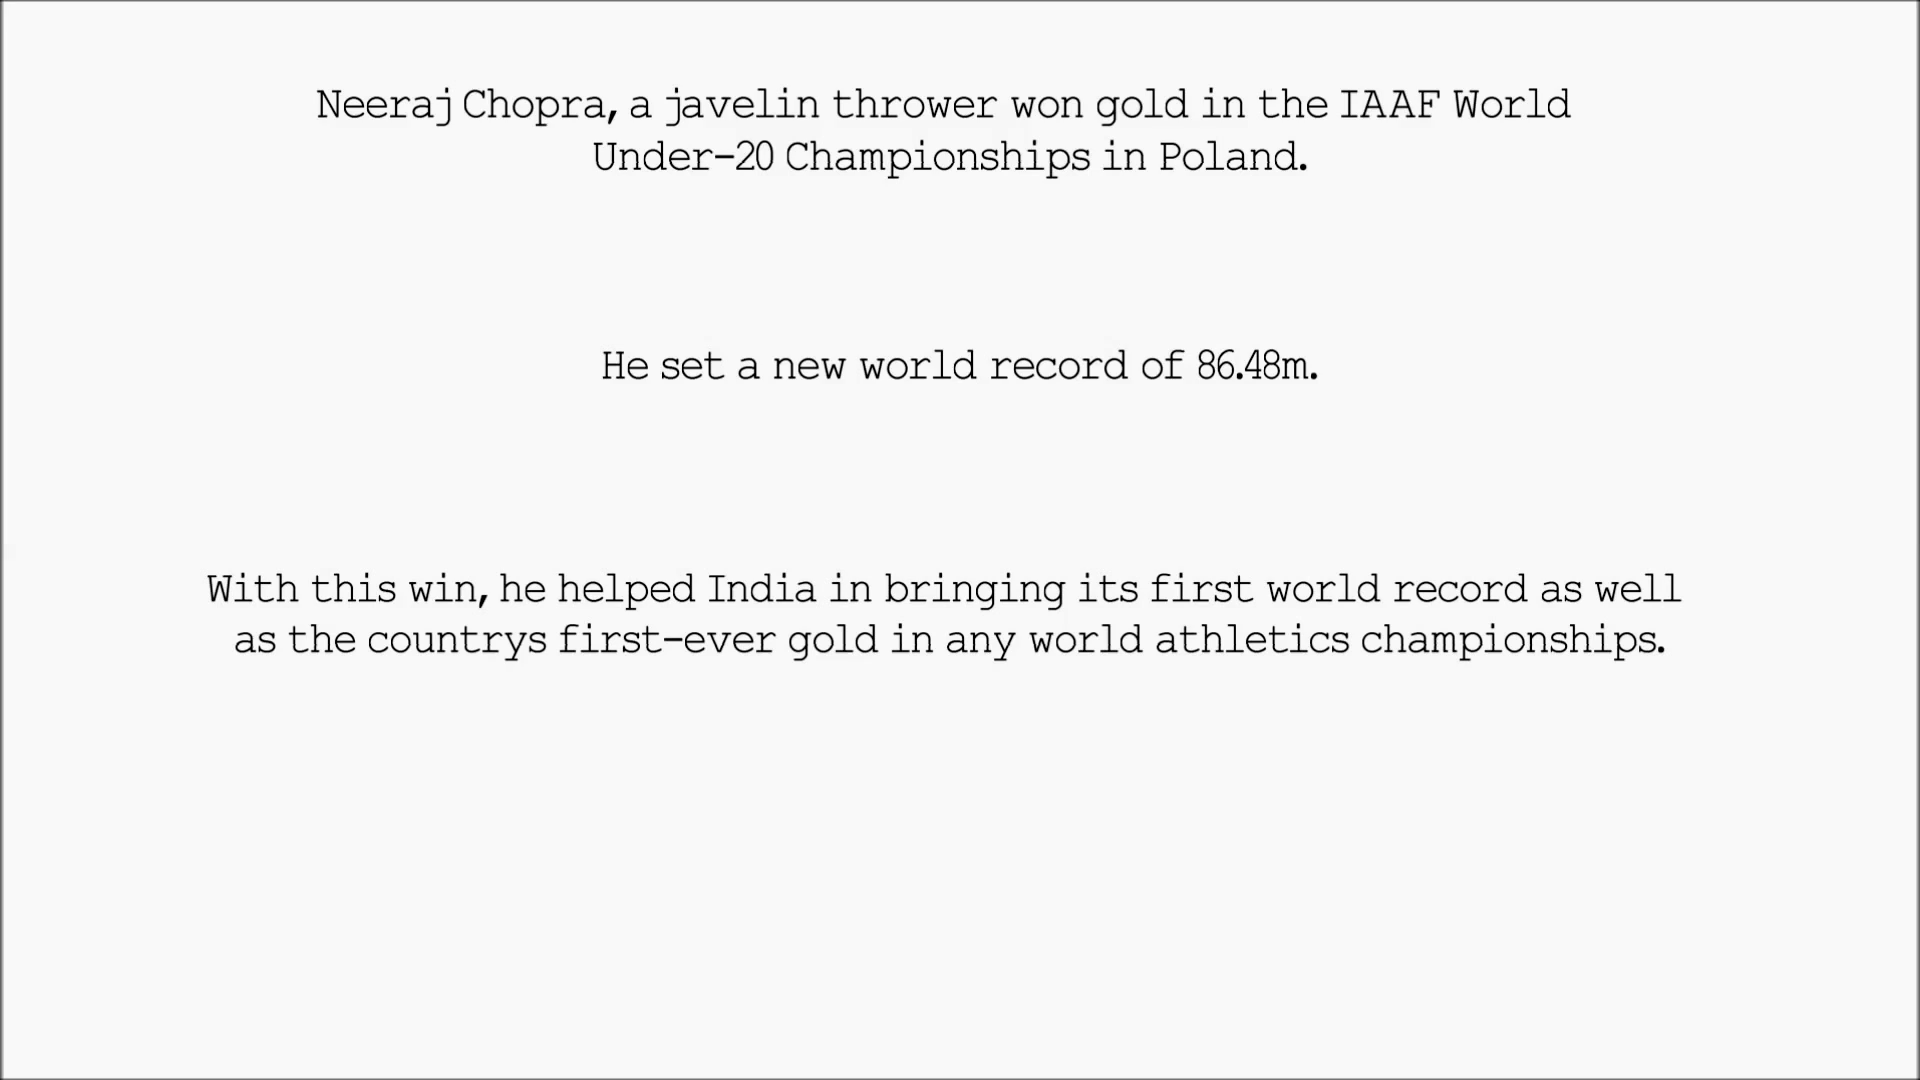 Neeraj Chopra, a javelin thrower won gold in the IAAF World
Under-20 Championships in Poland.
He set a new world record of 86.48m.
With this win, he helped India in bringing its first world record as well
as the countrys first-ever gold in any world athletics championships.